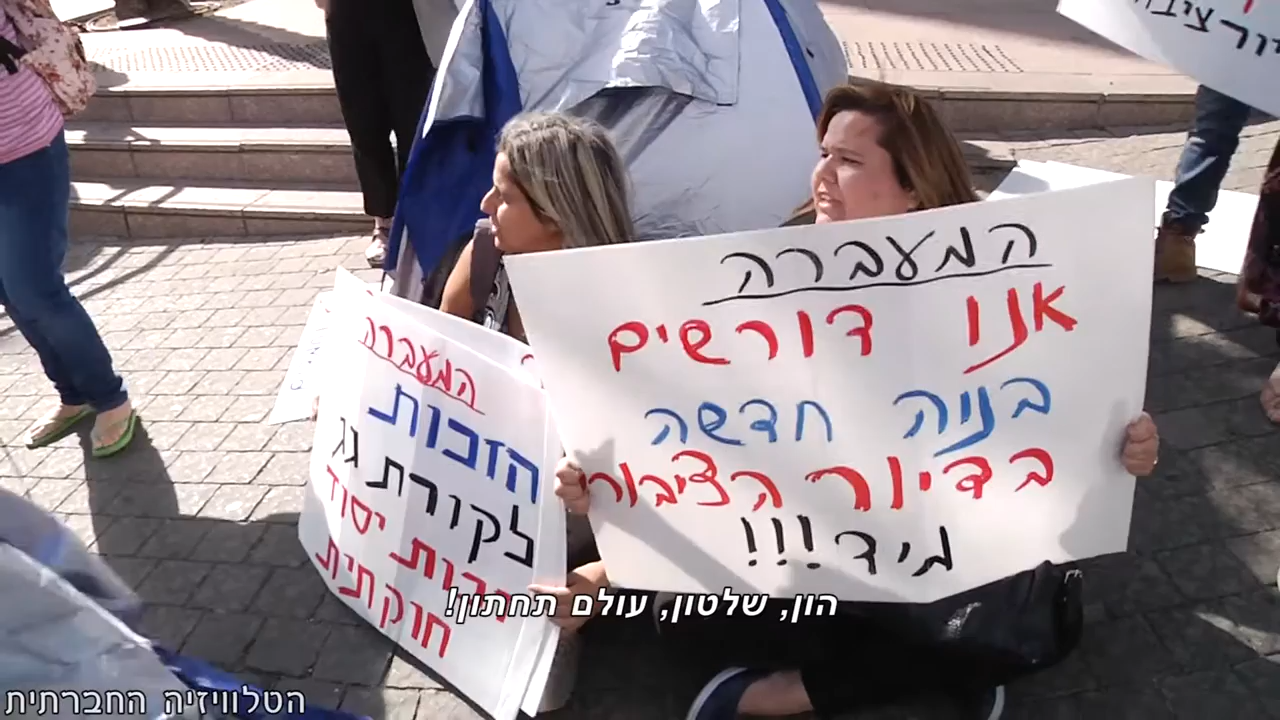 המעברה
אנו דורשים
בניה חדשה
בדיור הציבורי
מיד!!!
המעברה
הזכות
לקורת גג
זכות יסוד
חוקתית
הון, שלטון, עולם תחתון!
הטלוויזיה החברתית